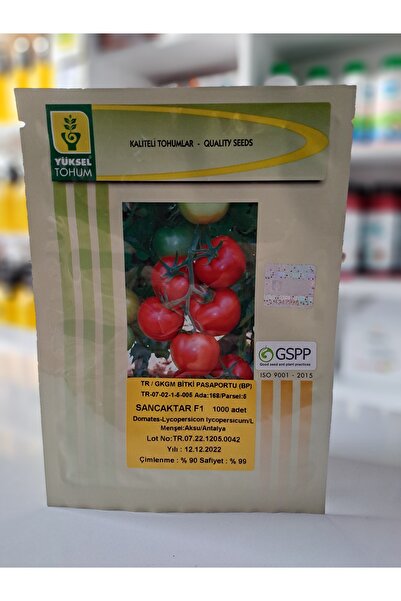 YÜKSEL
TOHUM
KALİTELİ TOHUMLAR - QUALITY SEEDS
GSPP
Good seed and plant practices
ISO 9001 - 2015
TR / GKGM BİTKİ PASAPORTU (BP)
TR-07-02-1-5-005 Ada:168/Parsel:5
SANCAKTAR F1 1000 adet
Domates-Lycopersicon lycopersicum/L
Menşei:Aksu/Antalya
Lot No:TR.07.22.1205.0042
Yılı : 12.12.2022
Çimlenme : % 90 Safiyet : % 99